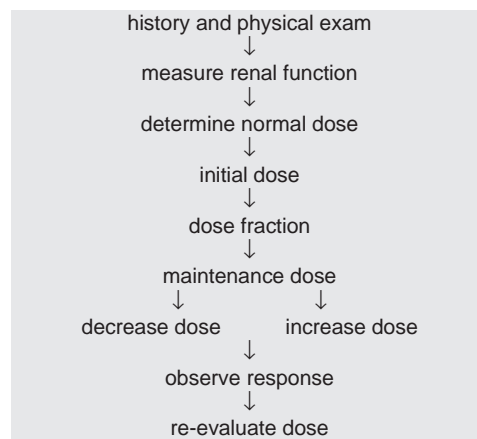 history and physical exam
↓
measure renal function
↓
determine normal dose
↓
initial dose
↓
dose fraction
↓
maintenance dose
↓ ↓
decrease dose increase dose
↓
observe response
↓
re-evaluate dose